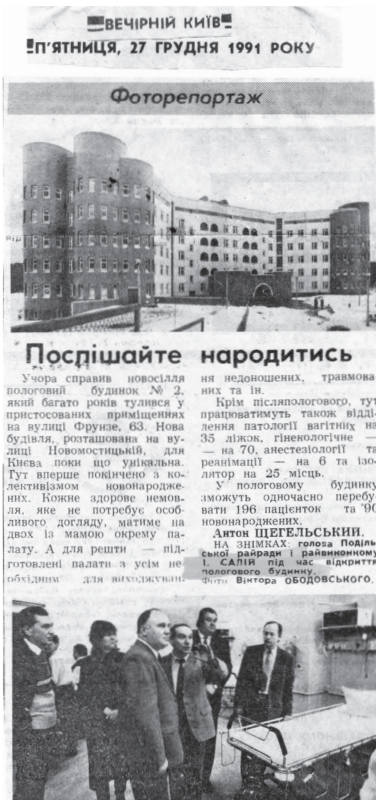 ВЕЧІРНІЙ КИЇВ
П'ЯТНИЦЯ, 27 ГРУДНЯ 1991 РОКУ
Фоторепортаж
Поспішайте народитись
Учора справив новосілля
пологовий будинок № 2,
який багато років тулився у
пристосованих приміщеннях
на вулиці Фрунзе, 63. Нова
будівля, розташована на ву-
лиці Новомостицькій, для
Києва поки що унікальна.
Тут вперше покінчено з ко-
лективізмом новонародже-
них. Кожне здорове немов-
ля, яке не потребує особ-
ливого догляду, матиме на
двох із мамою окрему па-
лату. А для решти — під-
готовлені палати з усім не-
обхідним для виходжуван-
ня недоношених, травмова-
них та ін.
Крім післяпологового, тут
працюватимуть також відді-
лення патології вагітних на
35 ліжок, гінекологічне —
— на 70, анестезіології та
реанімації — на 6 та ізо-
лятор на 25 місць.
У пологовому будинку
зможуть одночасно перебу-
вати 196 пацієнток та 90
новонароджених.
Антон ЩЕГЕЛЬСЬКИЙ.
НА ЗНІМКАХ: голова Поділь-
ської райради і райвиконкому
І. САЛІЙ під час відкриття
пологового будинку.
Фото Віктора ОБОДОВСЬКОГО.